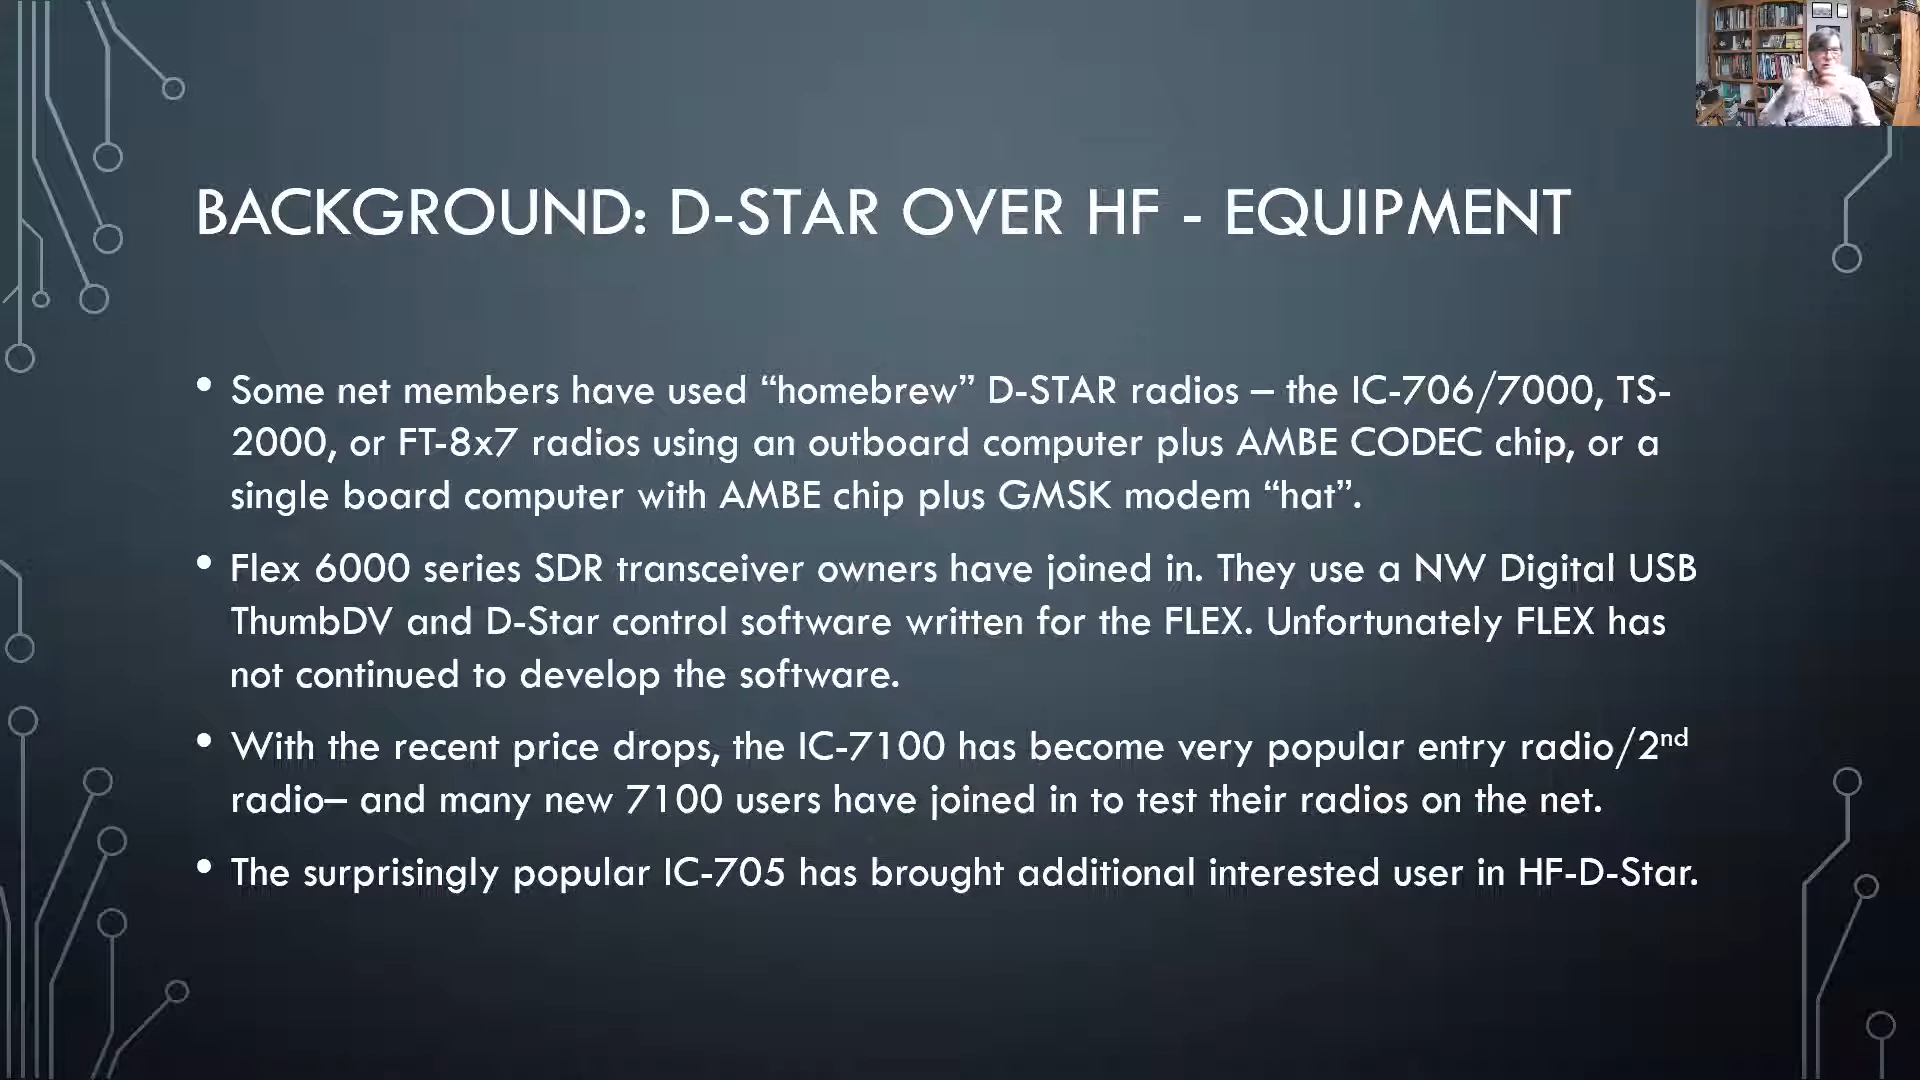 BACKGROUND: D-STAR OVER HF - EQUIPMENT
• Some net members have used “homebrew” D-STAR radios – the IC-706/7000, TS-
2000, or FT-8x7 radios using an outboard computer plus AMBE CODEC chip, or a
single board computer with AMBE chip plus GMSK modem “hat”.
• Flex 6000 series SDR transceiver owners have joined in. They use a NW Digital USB
ThumbDV and D-Star control software written for the FLEX. Unfortunately FLEX has
not continued to develop the software.
• With the recent price drops, the IC-7100 has become very popular entry radio/2nd
radio– and many new 7100 users have joined in to test their radios on the net.
• The surprisingly popular IC-705 has brought additional interested user in HF-D-Star.